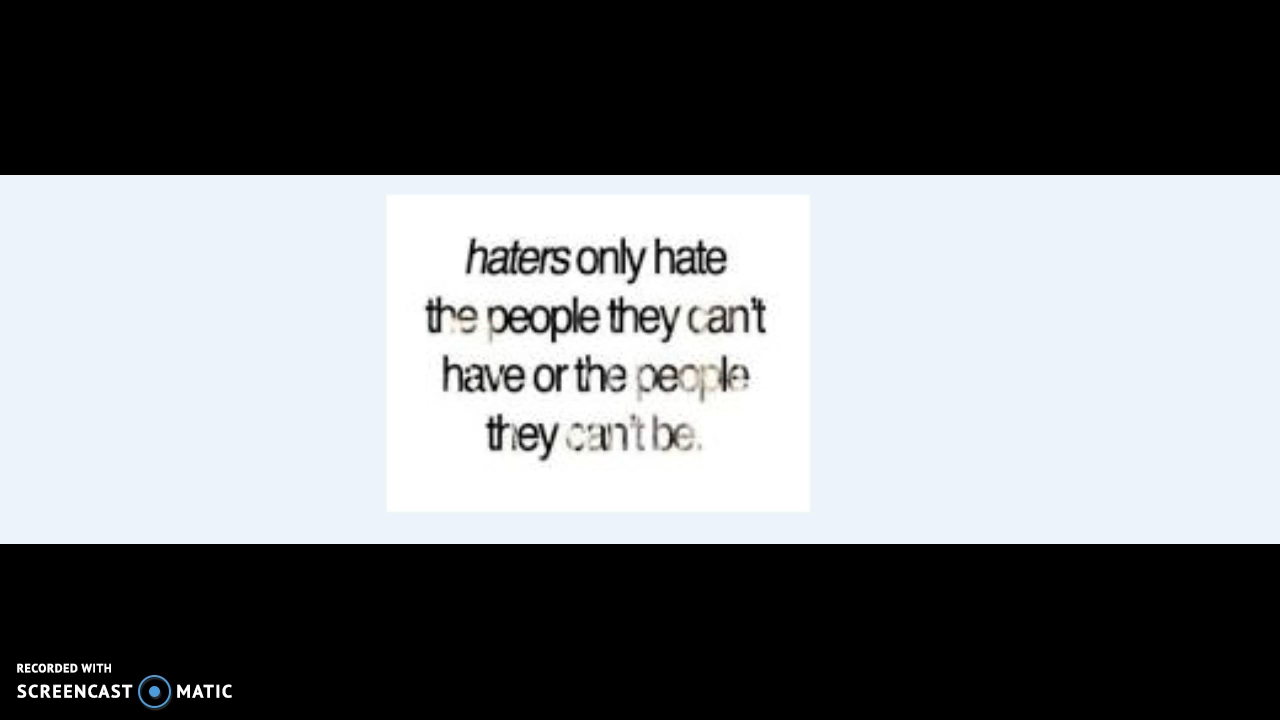 haters only hate
the people they can't
have or the people
they can't be.
RECORDED WITH
SCREENCAST MATIC